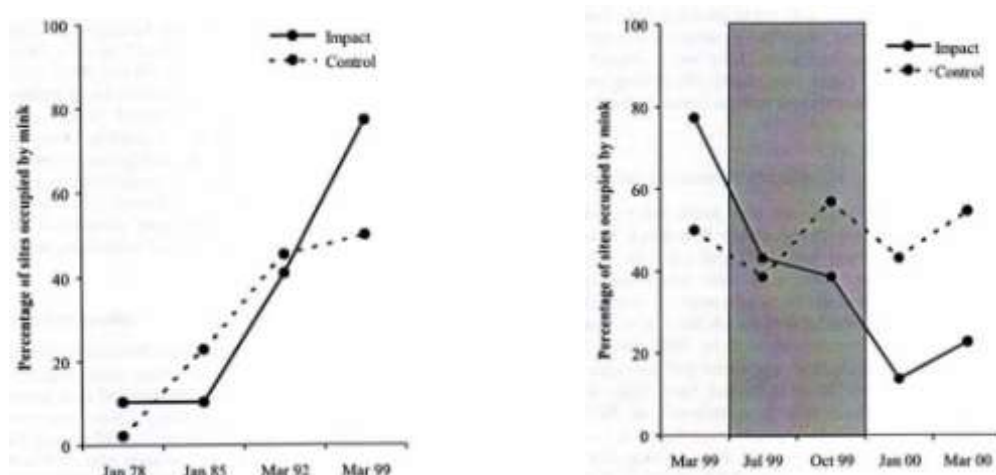 100
80
60
40
20
0
Percentage of sites occupied by mink
Impact
Control
Jan 78 Jan 85 Mar 92 Mar 99
100
80
60
40
20
0
Percentage of sites occupied by mink
Impact
Control
Mar 99 Jul 99 Oct 99 Jan 00 Mar 00